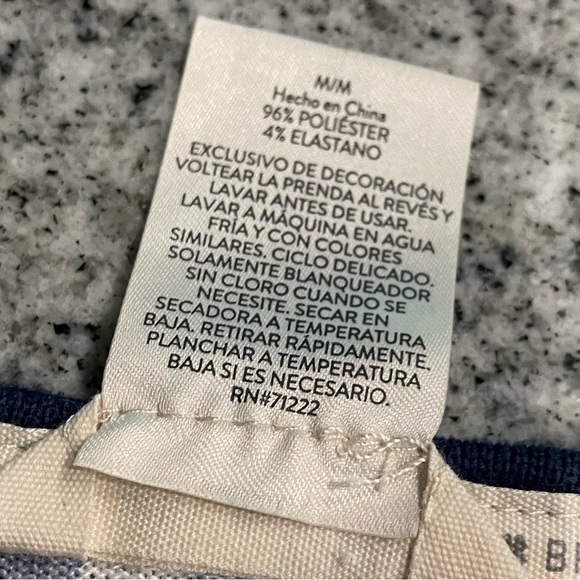 M/M
Hecho en China
96% POLIÉSTER
4% ELASTANO
EXCLUSIVO DE DECORACIÓN
VOLTEAR LA PRENDA AL REVÉS Y
LAVAR ANTES DE USAR.
LAVAR A MÁQUINA EN AGUA
FRÍA Y CON COLORES
SIMILARES. CICLO DELICADO.
SOLAMENTE BLANQUEADOR
SIN CLORO CUANDO SE
NECESITE. SECAR EN
SECADORA A TEMPERATURA
BAJA. RETIRAR RÁPIDAMENTE.
PLANCHAR A TEMPERATURA
BAJA SI ES NECESARIO.
RN#71222